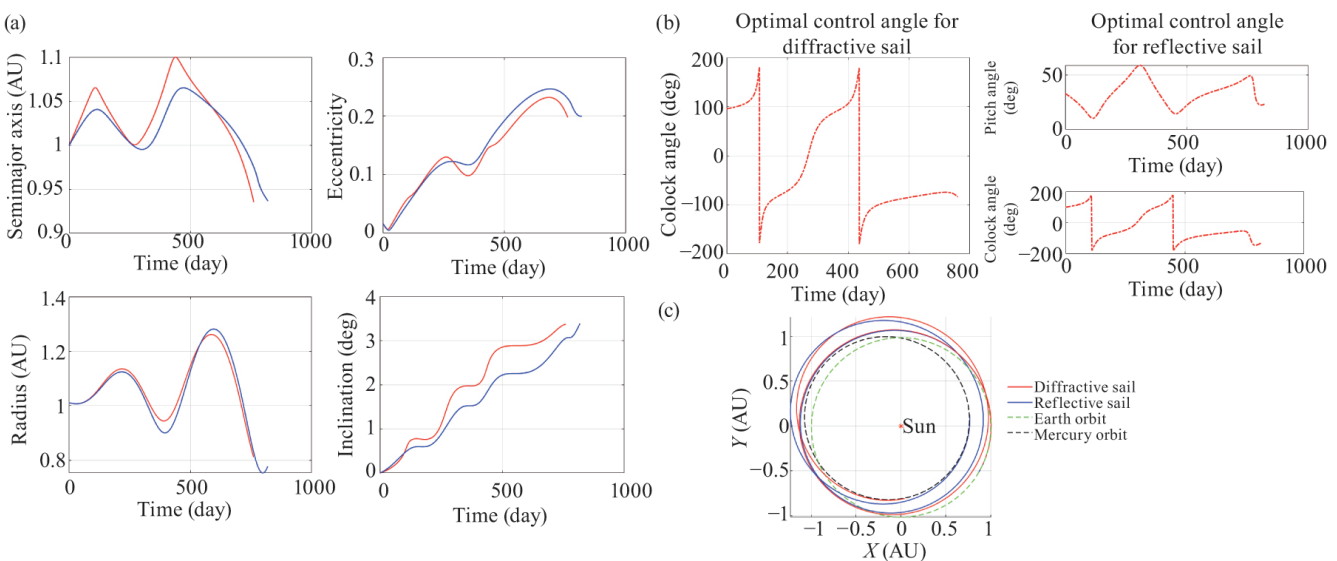 (a)
1.1
1.05
1
0.95
0.9
0
500
1000
Semimajor axis (AU)
Time (day)
0.3
0.2
0.1
0
0
500
1000
Eccentricity
Time (day)
1.4
1.2
1
0.8
0
500
1000
Radius (AU)
Time (day)
4
3
2
1
0
0
500
1000
Inclination (deg)
Time (day)
(b)
Optimal control angle for
diffractive sail
200
100
0
−100
−200
0
200
400
600
800
Colock angle (deg)
Time (day)
Optimal control angle
for reflective sail
50
0
0
500
1000
Pitch angle
(deg)
Time (day)
200
0
−200
0
500
1000
Colock angle
(deg)
Time (day)
(c)
1
0.5
0
−0.5
−1
−1
−0.5
0
0.5
1
Y (AU)
X (AU)
Sun
Diffractive sail
Reflective sail
Earth orbit
Mercury orbit